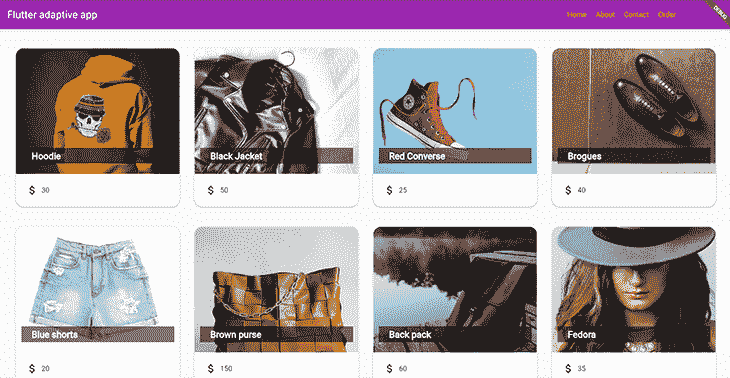 Flutter adaptive app
Home About Contact Order
DEBUG
Hoodie
Black Jacket
Red Converse
Brogues
$ 30
$ 50
$ 25
$ 40
Blue shorts
Brown purse
Back pack
Fedora
$ 20
$ 150
$ 60
$ 35